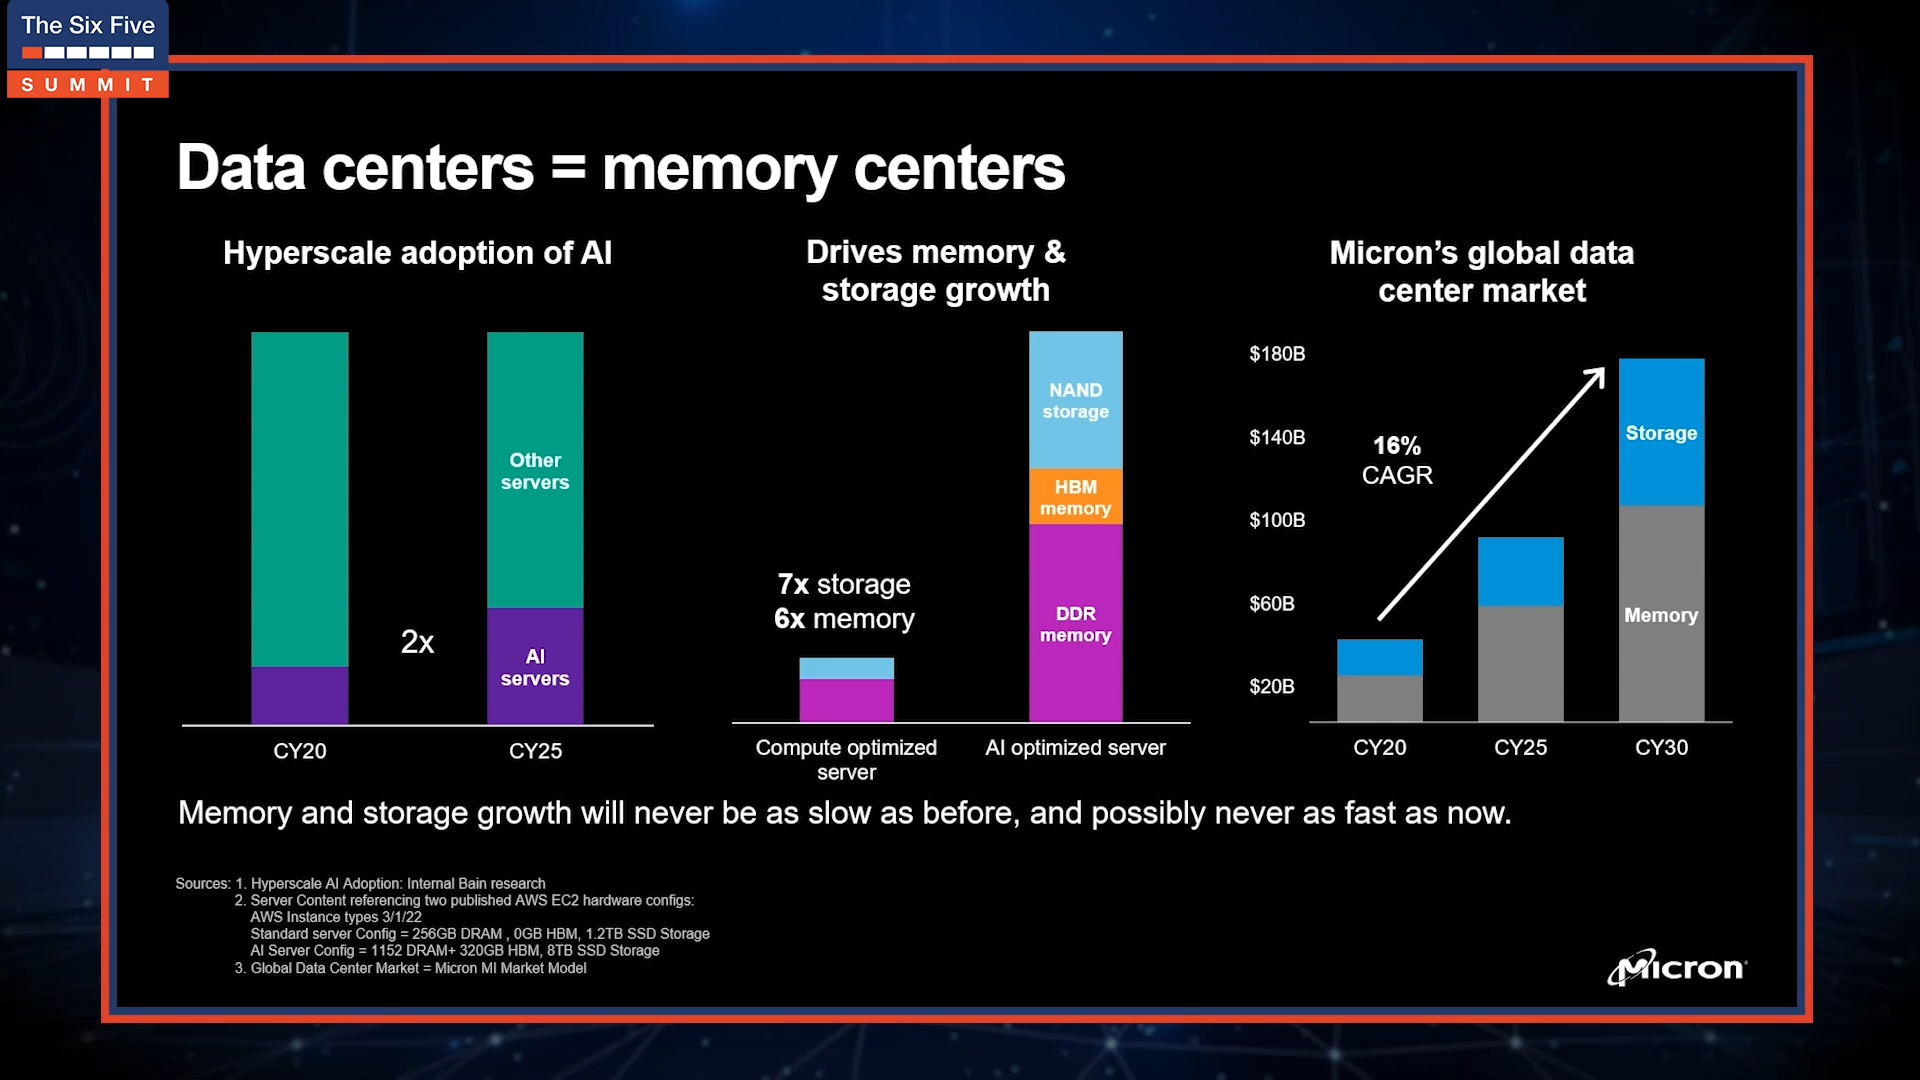 The Six Five
SUMMIT
Data centers = memory centers
Hyperscale adoption of AI
Other
servers
2x
AI
servers
CY20
CY25
Drives memory &
storage growth
NAND
storage
HBM
memory
7x storage
6x memory
DDR
memory
Compute optimized
server
AI optimized server
Micron’s global data
center market
$180B
$140B
$100B
$60B
$20B
16%
CAGR
Storage
Memory
CY20
CY25
CY30
Memory and storage growth will never be as slow as before, and possibly never as fast as now.
Sources: 1. Hyperscale AI Adoption: Internal Bain research
2. Server Content referencing two published AWS EC2 hardware configs:
AWS Instance types 3/1/22
Standard server Config = 256GB DRAM , 0GB HBM, 1.2TB SSD Storage
AI Server Config = 1152 DRAM+ 320GB HBM, 8TB SSD Storage
3. Global Data Center Market = Micron MI Market Model
Micron